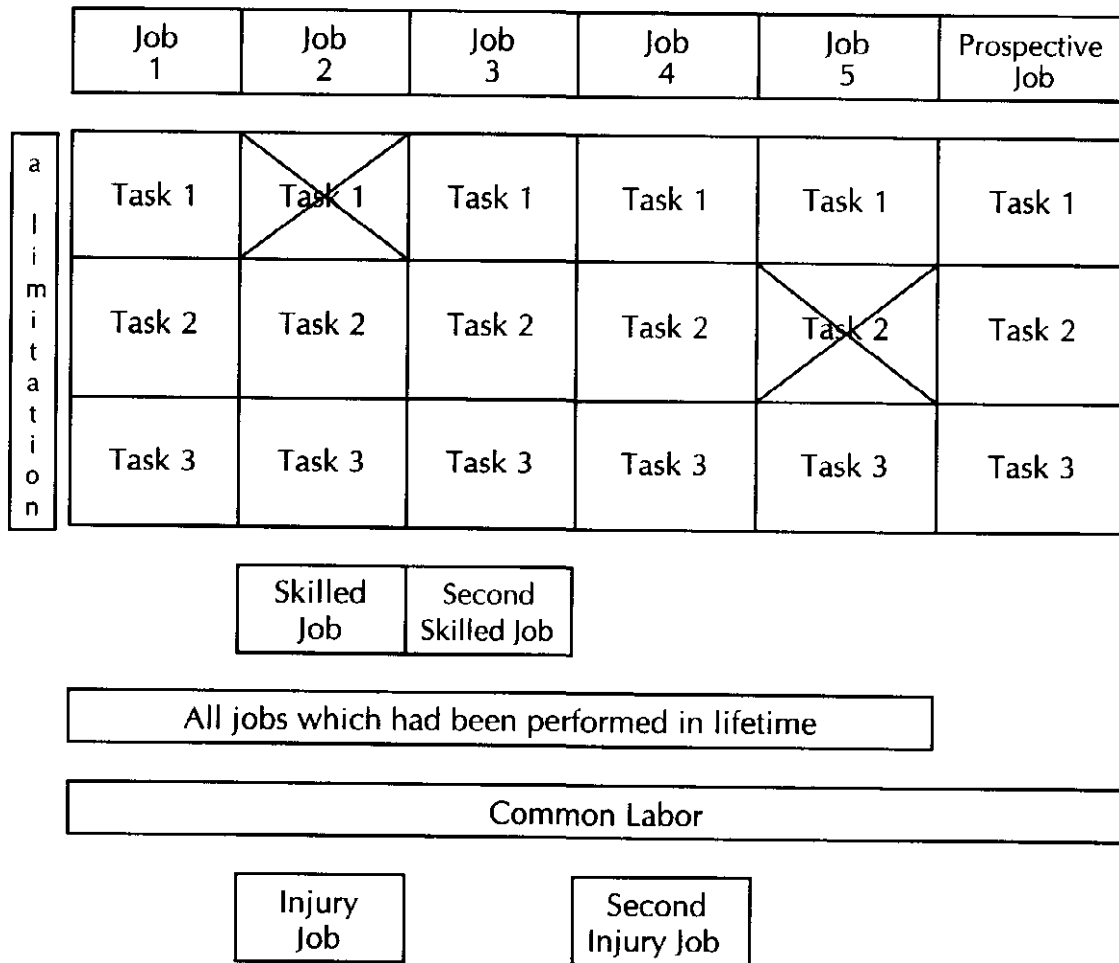 Job Job Job Job Job Prospective
1 2 3 4 5 Job
a limitation
Task 1 Task 1 Task 1 Task 1 Task 1 Task 1
Task 2 Task 2 Task 2 Task 2 Task 2 Task 2
Task 3 Task 3 Task 3 Task 3 Task 3 Task 3
Skilled Second
Job Skilled Job
All jobs which had been performed in lifetime
Common Labor
Injury Second
Job Injury Job